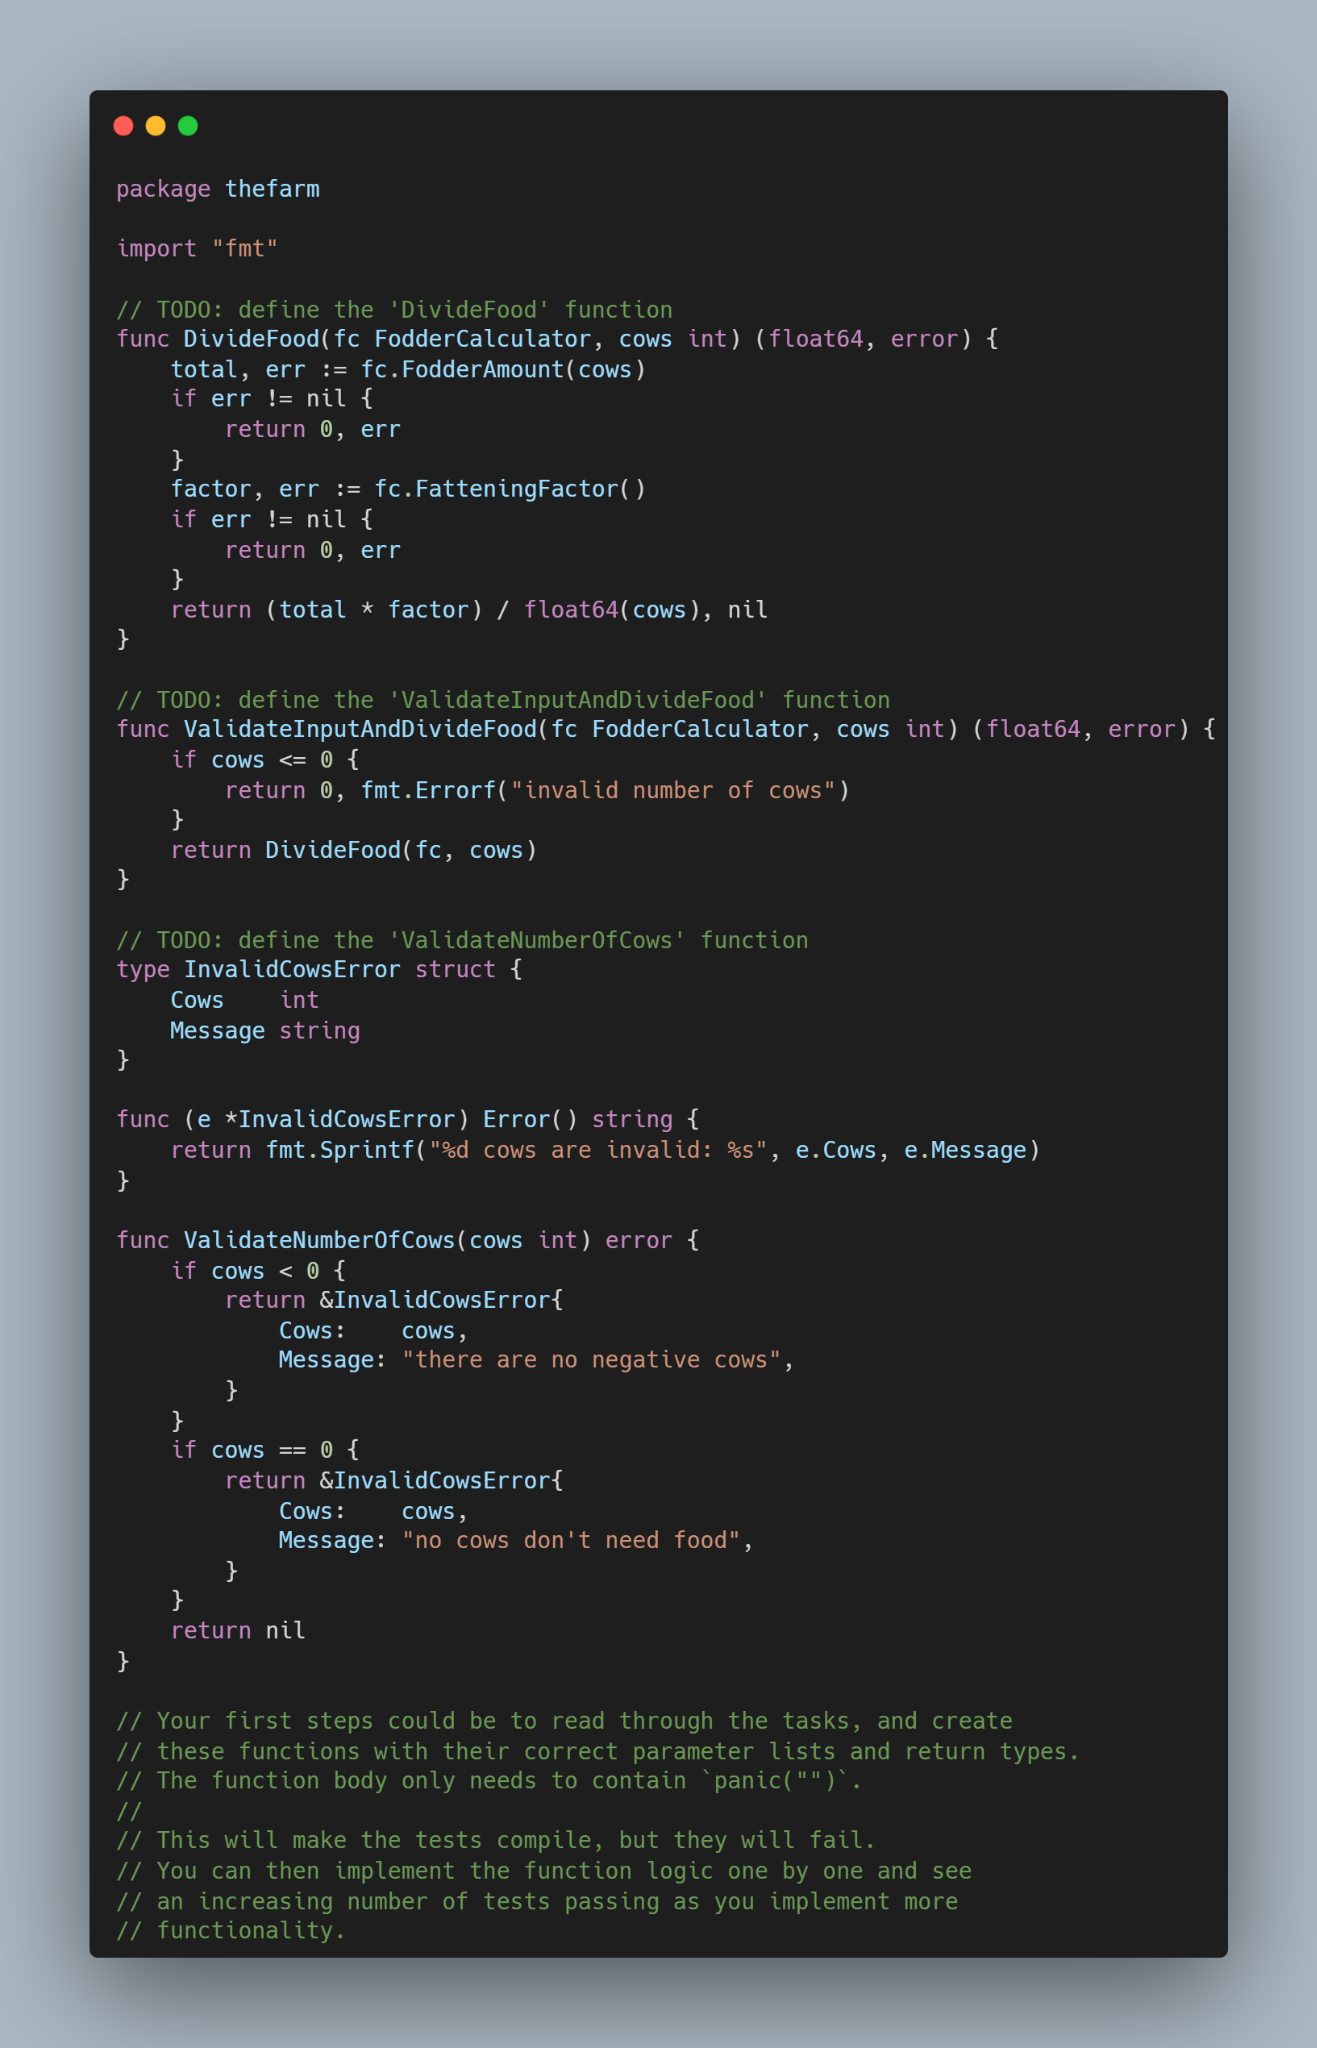 package thefarm

import "fmt"

// TODO: define the 'DivideFood' function
func DivideFood(fc FodderCalculator, cows int) (float64, error) {
    total, err := fc.FodderAmount(cows)
    if err != nil {
        return 0, err
    }
    factor, err := fc.FatteningFactor()
    if err != nil {
        return 0, err
    }
    return (total * factor) / float64(cows), nil
}

// TODO: define the 'ValidateInputAndDivideFood' function
func ValidateInputAndDivideFood(fc FodderCalculator, cows int) (float64, error) {
    if cows <= 0 {
        return 0, fmt.Errorf("invalid number of cows")
    }
    return DivideFood(fc, cows)
}

// TODO: define the 'ValidateNumberOfCows' function
type InvalidCowsError struct {
    Cows    int
    Message string
}

func (e *InvalidCowsError) Error() string {
    return fmt.Sprintf("%d cows are invalid: %s", e.Cows, e.Message)
}

func ValidateNumberOfCows(cows int) error {
    if cows < 0 {
        return &InvalidCowsError{
            Cows:    cows,
            Message: "there are no negative cows",
        }
    }
    if cows == 0 {
        return &InvalidCowsError{
            Cows:    cows,
            Message: "no cows don't need food",
        }
    }
    return nil
}

// Your first steps could be to read through the tasks, and create
// these functions with their correct parameter lists and return types.
// The function body only needs to contain `panic("")`.
//
// This will make the tests compile, but they will fail.
// You can then implement the function logic one by one and see
// an increasing number of tests passing as you implement more
// functionality.